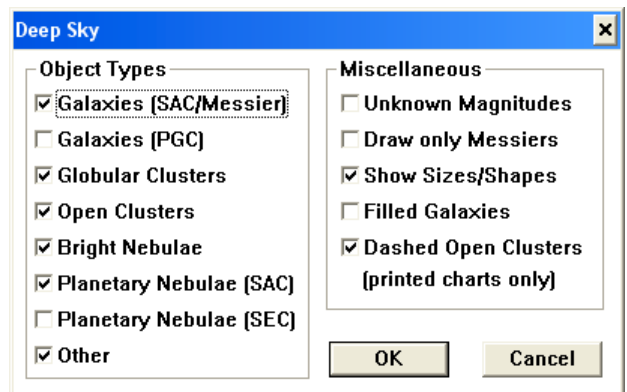 Deep Sky
Object Types
Galaxies (SAC/Messier)
Galaxies (PGC)
Globular Clusters
Open Clusters
Bright Nebulae
Planetary Nebulae (SAC)
Planetary Nebulae (SEC)
Other
Miscellaneous
Unknown Magnitudes
Draw only Messiers
Show Sizes/Shapes
Filled Galaxies
Dashed Open Clusters
(printed charts only)
OK
Cancel